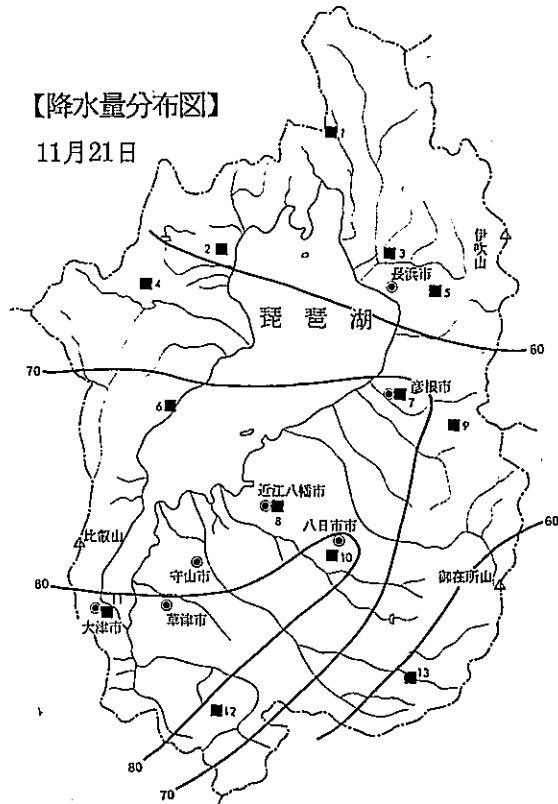 【降水量分布図】
11月21日
1
2
3
伊吹山
長浜市
4
5
琵琶湖
60
70
彦根市
7
6
9
近江八幡市
8
八日市市
60
10
比叡山
守山市
御在所山
80
11
大津市
草津市
13
12
80
70